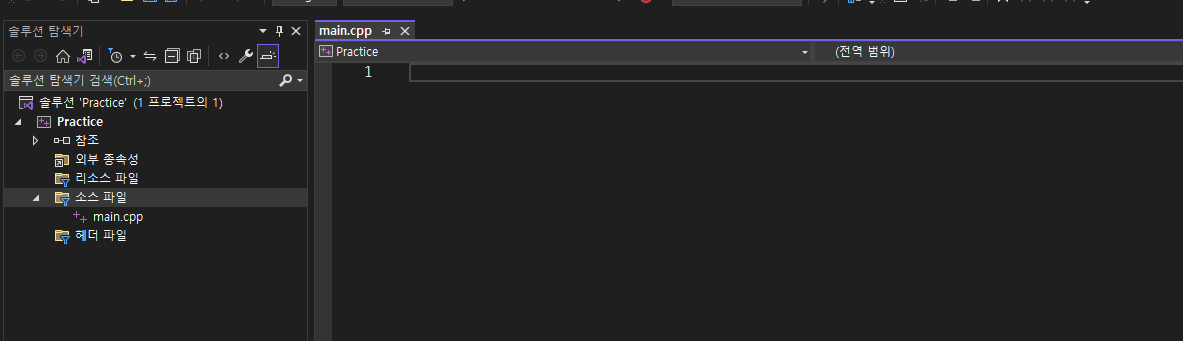 솔루션 탐색기
솔루션 탐색기 검색(Ctrl+;)
솔루션 'Practice' (1 프로젝트의 1)
Practice
참조
외부 종속성
리소스 파일
소스 파일
main.cpp
헤더 파일
main.cpp
Practice
(전역 범위)
1